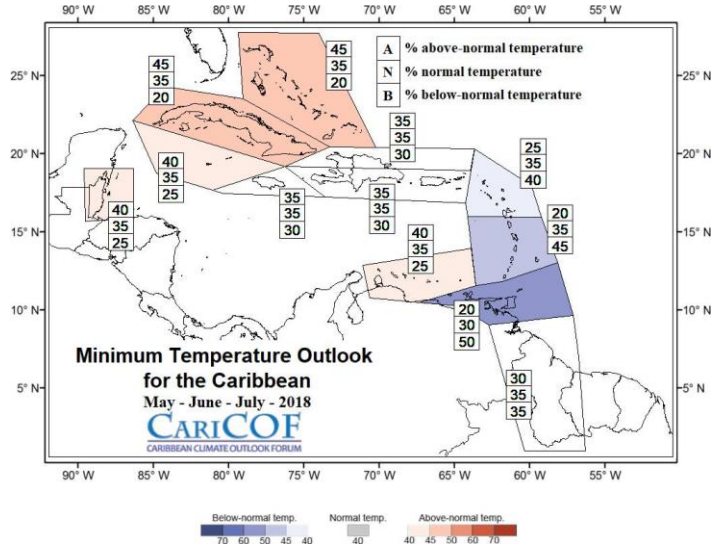 90° W 85° W 80° W 75° W 70° W 65° W 60° W 55° W
25° N
20° N
15° N
10° N
5° N
25° N
20° N
15° N
10° N
5° N
A % above-normal temperature
N % normal temperature
B % below-normal temperature
45
35
20
45
35
20
35
35
30
25
35
40
40
35
25
40
35
25
35
35
30
35
35
30
20
35
45
40
35
25
20
30
50
30
35
35
Minimum Temperature Outlook
for the Caribbean
May - June - July - 2018
CARICOF
CARIBBEAN CLIMATE OUTLOOK FORUM
90° W 85° W 80° W 75° W 70° W 65° W 60° W 55° W
Below-normal temp. Normal temp. Above-normal temp.
70 60 50 45 40 40 40 45 50 60 70